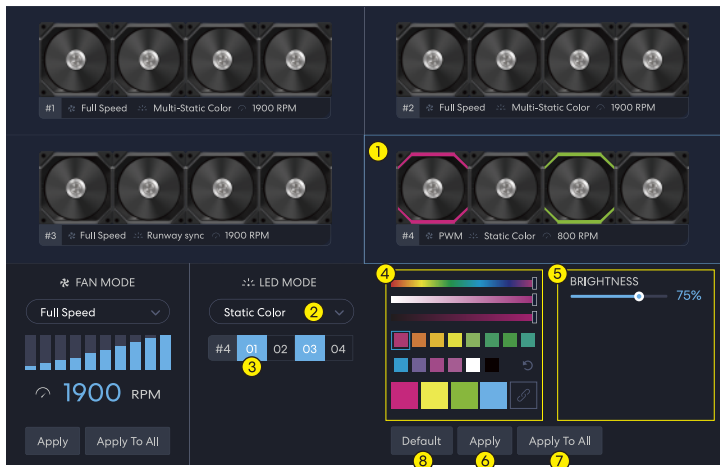 #1 Full Speed Multi-Static Color 1900 RPM
#2 Full Speed Multi-Static Color 1900 RPM
1
#3 Full Speed Runway sync 1900 RPM
#4 PWM Static Color 800 RPM
FAN MODE
Full Speed
1900 RPM
Apply Apply To All
LED MODE
Static Color 2
#4 01 02 03 04
3
4
5
BRIGHTNESS
75%
Default Apply Apply To All
8 6 7